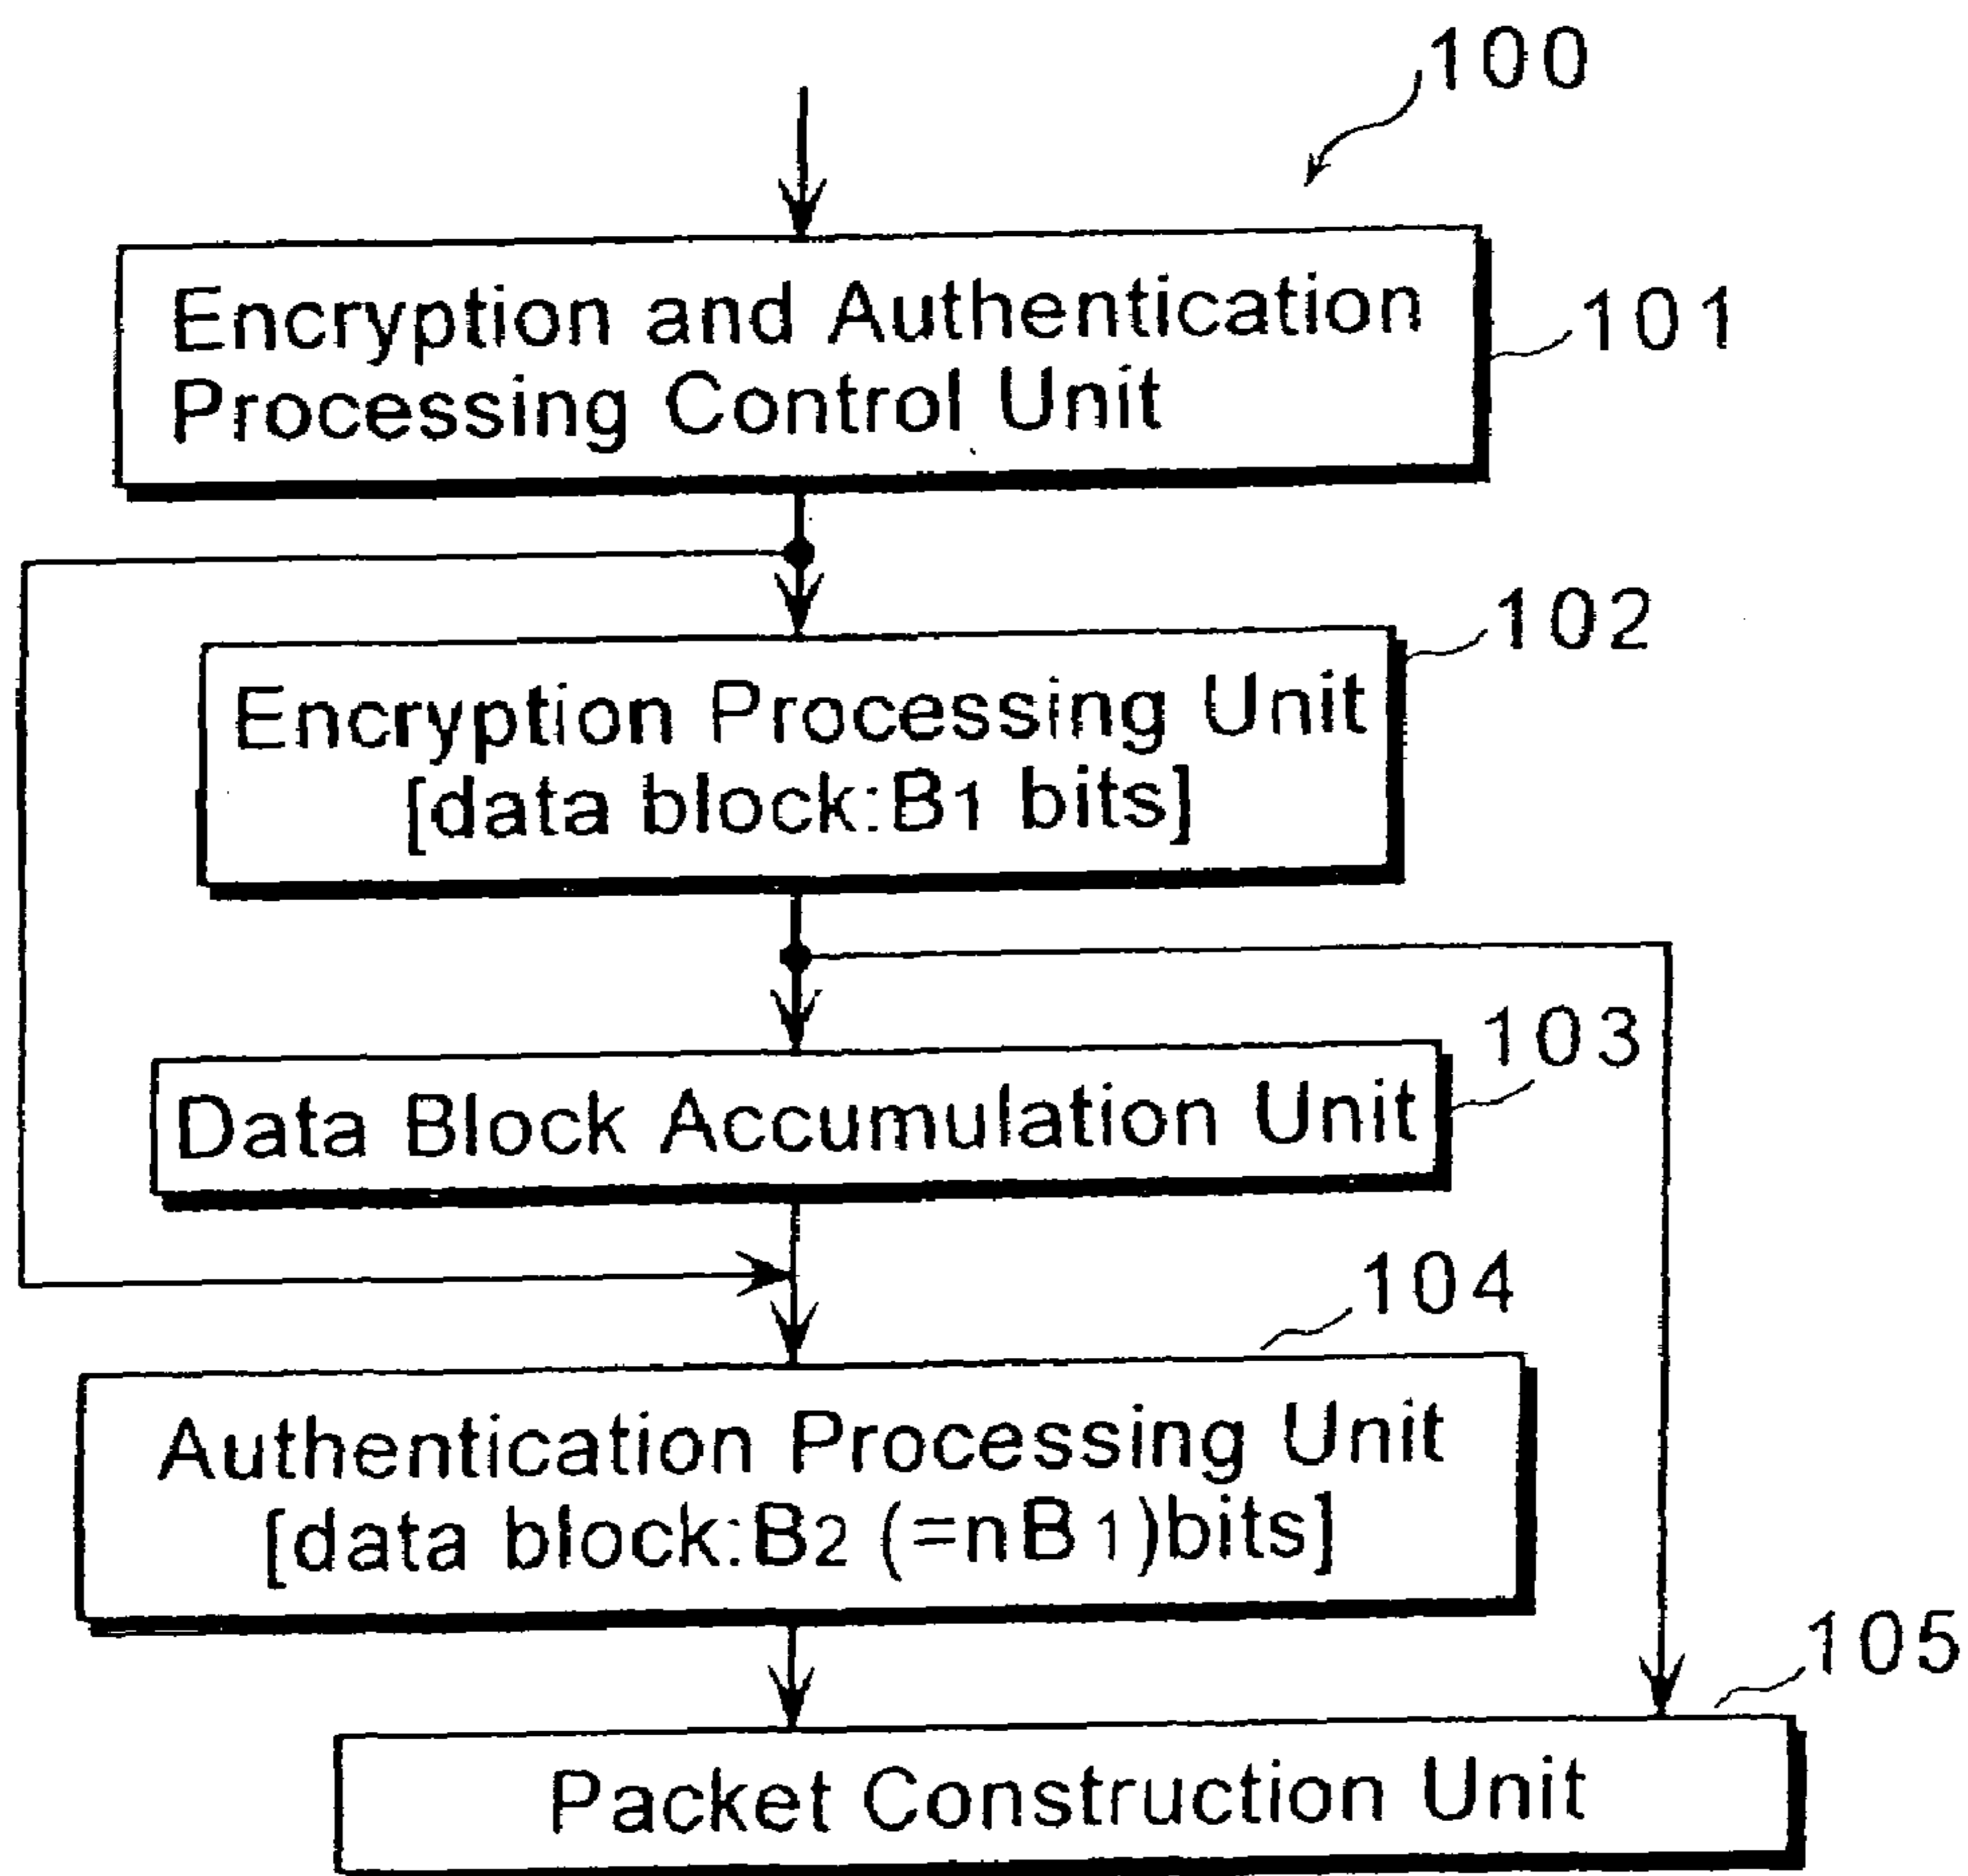 100
Encryption and Authentication
Processing Control Unit
101
102
Encryption Processing Unit
[data block:B1 bits]
103
Data Block Accumulation Unit
104
Authentication Processing Unit
[data block:B2 (=nB1)bits]
105
Packet Construction Unit